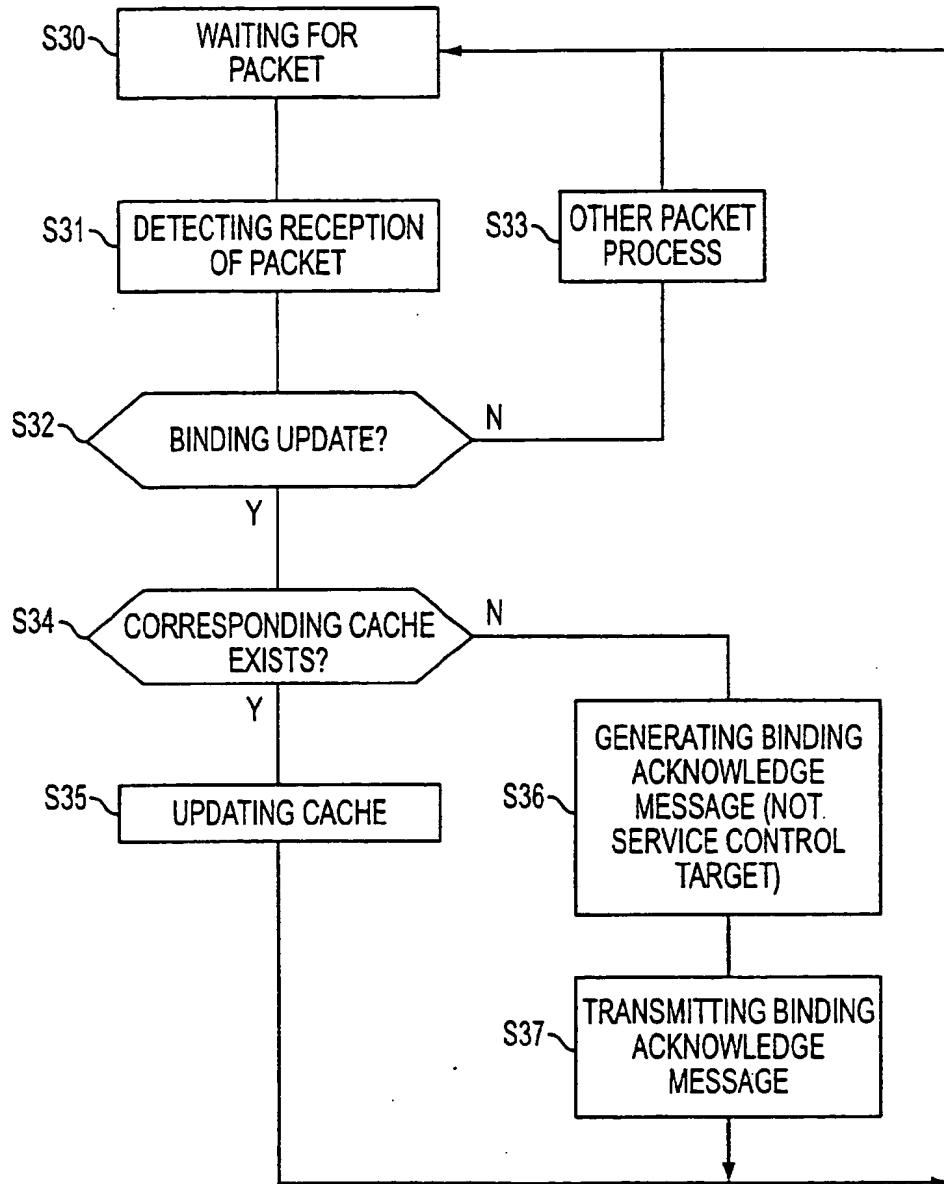 S30
WAITING FOR
PACKET
S31
DETECTING RECEPTION
OF PACKET
S33
OTHER PACKET
PROCESS
S32
BINDING UPDATE?
N
Y
S34
CORRESPONDING CACHE
EXISTS?
N
Y
S35
UPDATING CACHE
S36
GENERATING BINDING
ACKNOWLEDGE
MESSAGE (NOT
SERVICE CONTROL
TARGET)
S37
TRANSMITTING BINDING
ACKNOWLEDGE
MESSAGE